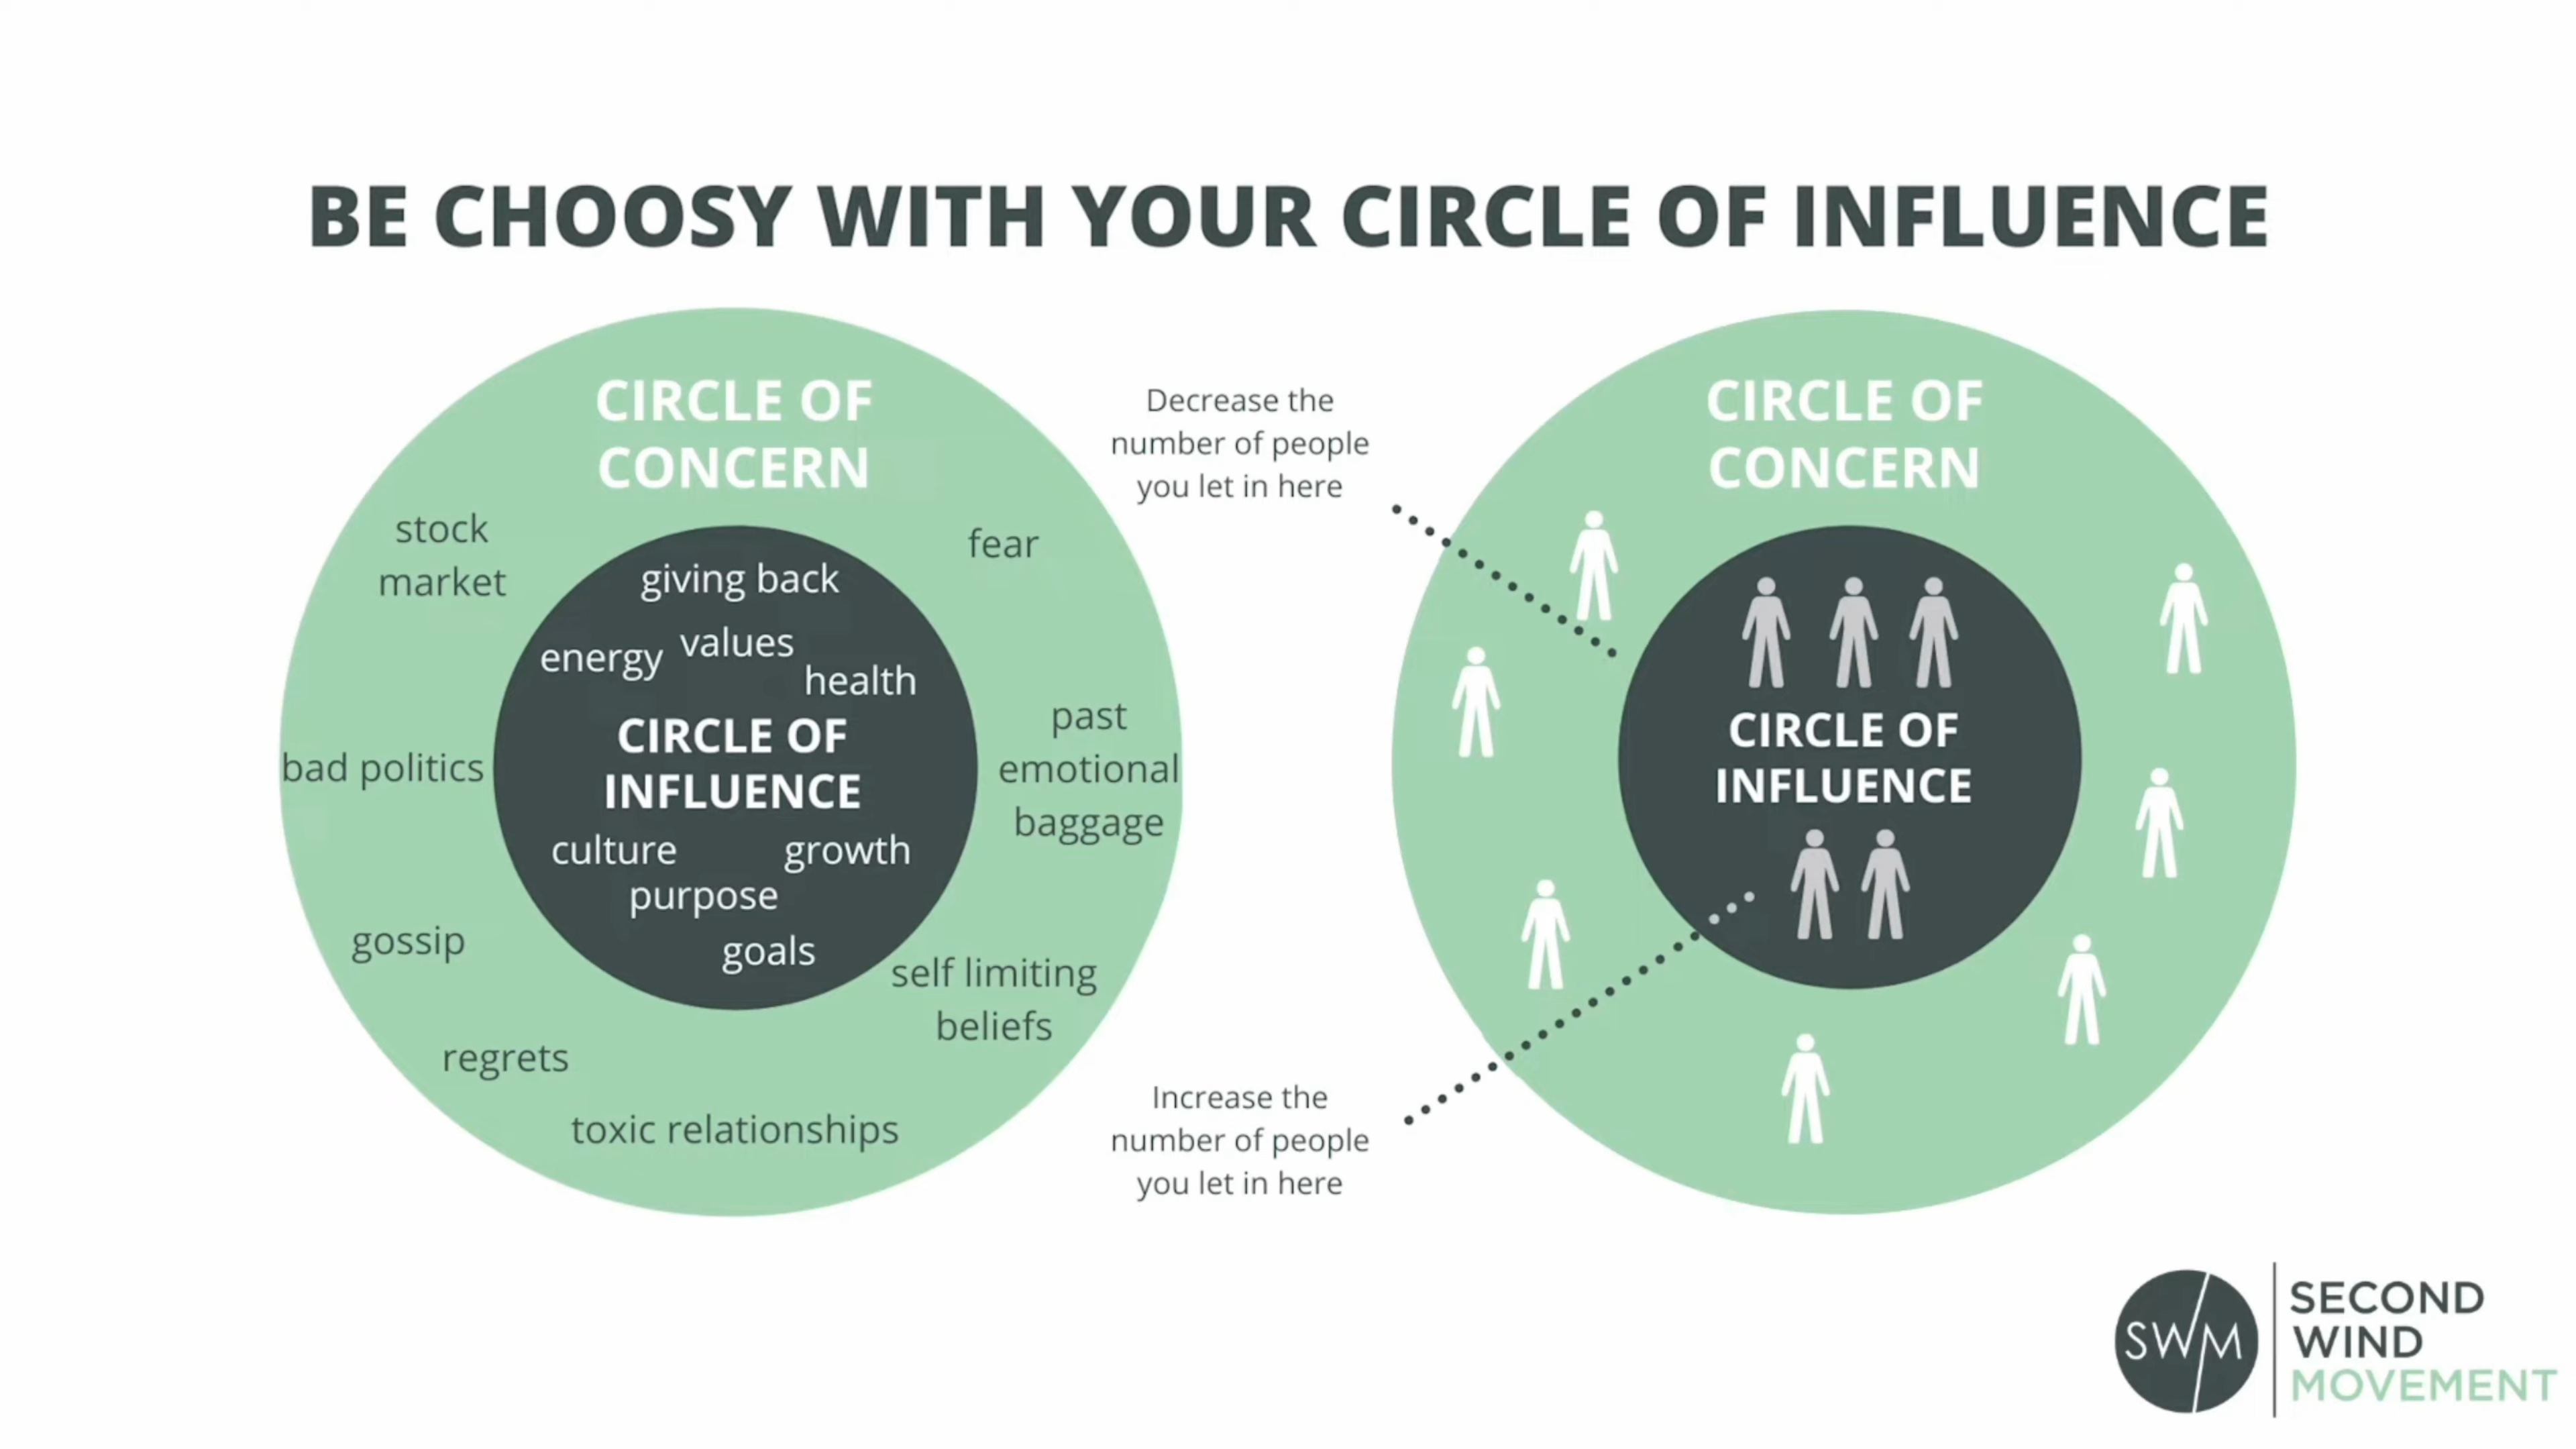 BE CHOOSY WITH YOUR CIRCLE OF INFLUENCE
CIRCLE OF
CONCERN
stock
market
fear
giving back
values
energy
health
CIRCLE OF
INFLUENCE
bad politics
past
emotional
baggage
culture
growth
purpose
goals
gossip
self limiting
beliefs
regrets
toxic relationships
Decrease the
number of people
you let in here
Increase the
number of people
you let in here
CIRCLE OF
CONCERN
CIRCLE OF
INFLUENCE
SWM
SECOND
WIND
MOVEMENT